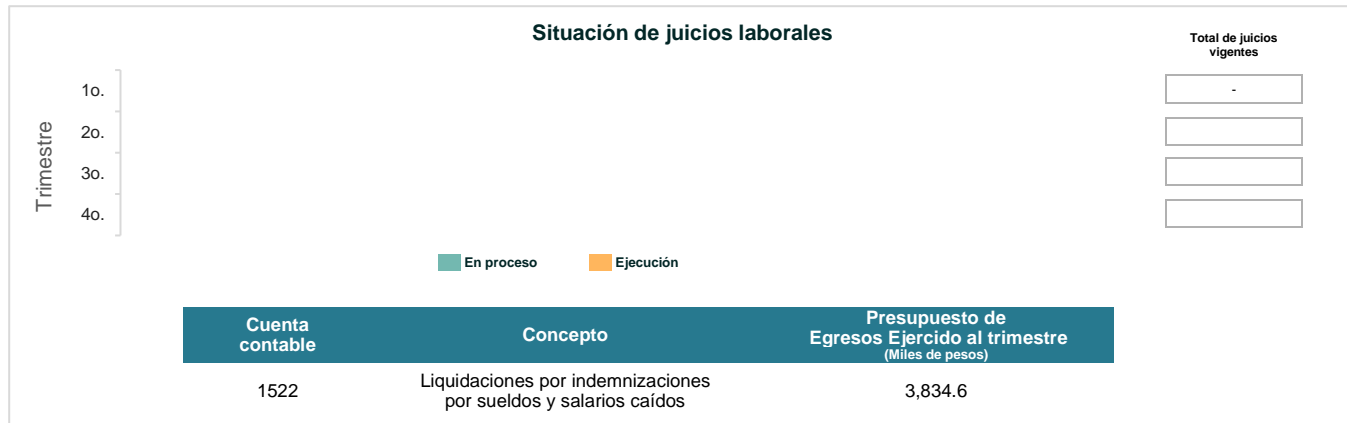 Situación de juicios laborales
Total de juicios
vigentes
Trimestre
1o.
-
2o.
3o.
4o.
En proceso
Ejecución
Cuenta
contable
Concepto
Presupuesto de
Egresos Ejercido al trimestre
(Miles de pesos)
1522
Liquidaciones por indemnizaciones
por sueldos y salarios caídos
3,834.6